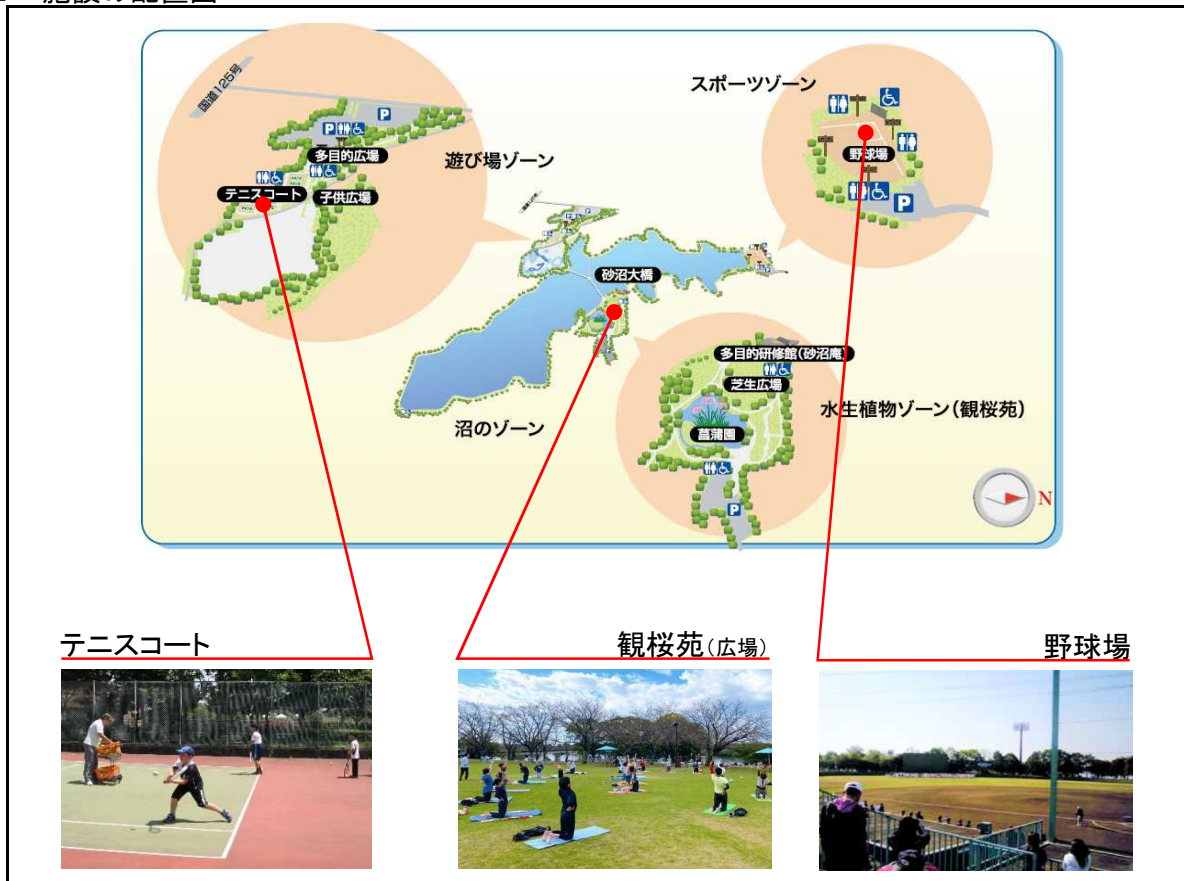 施設の配置図
国道125号
P
P
多目的広場
テニスコート
子供広場
遊び場ゾーン
スポーツゾーン
野球場
P
砂沼大橋
沼のゾーン
多目的研修館(砂沼庵)
芝生広場
菖蒲園
水生植物ゾーン(観桜苑)
P
N
テニスコート
観桜苑(広場)
野球場